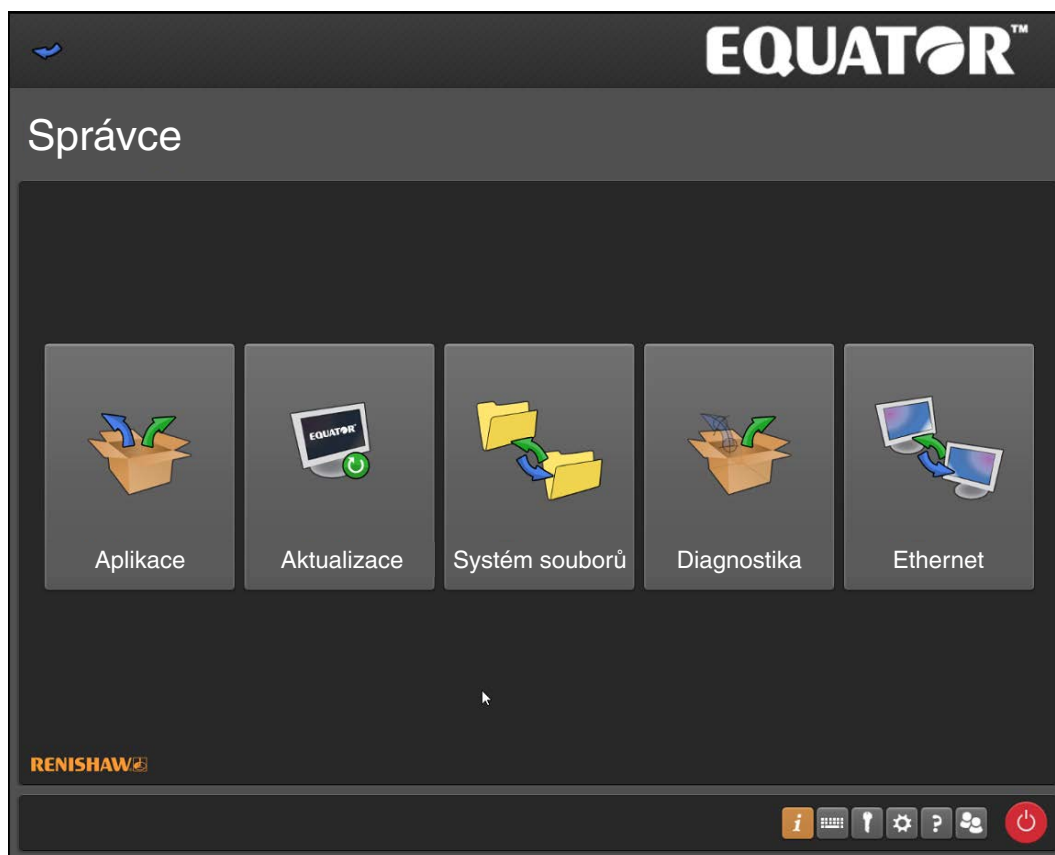 EQUATOR™
Správce
EQUATOR
Aplikace
Aktualizace
Systém souborů
Diagnostika
Ethernet
RENISHAW
i
?